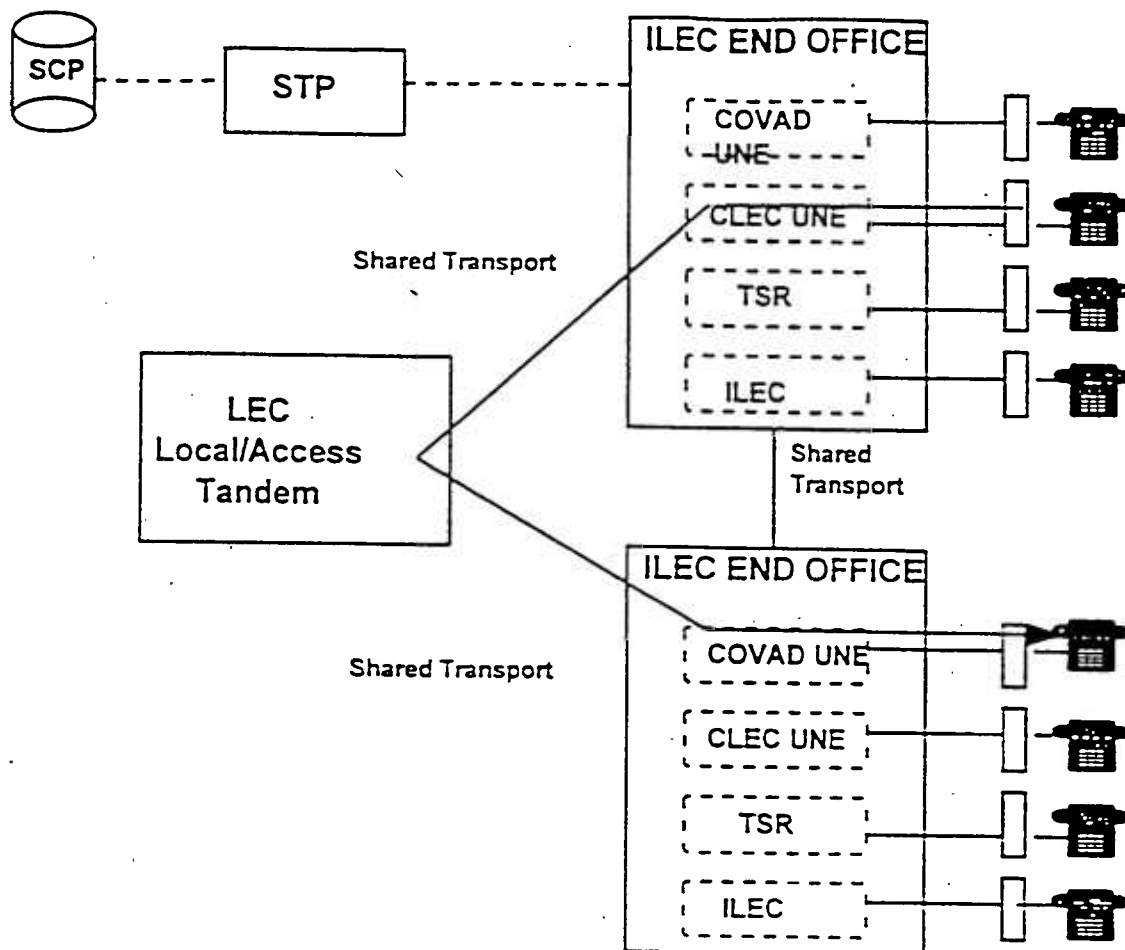 SCP
STP
ILEC END OFFICE
COVAD
UNE
CLEC UNE
TSR
ILEC
Shared Transport
LEC
Local/Access
Tandem
Shared
Transport
ILEC END OFFICE
Shared Transport
COVAD UNE
CLEC UNE
TSR
ILEC